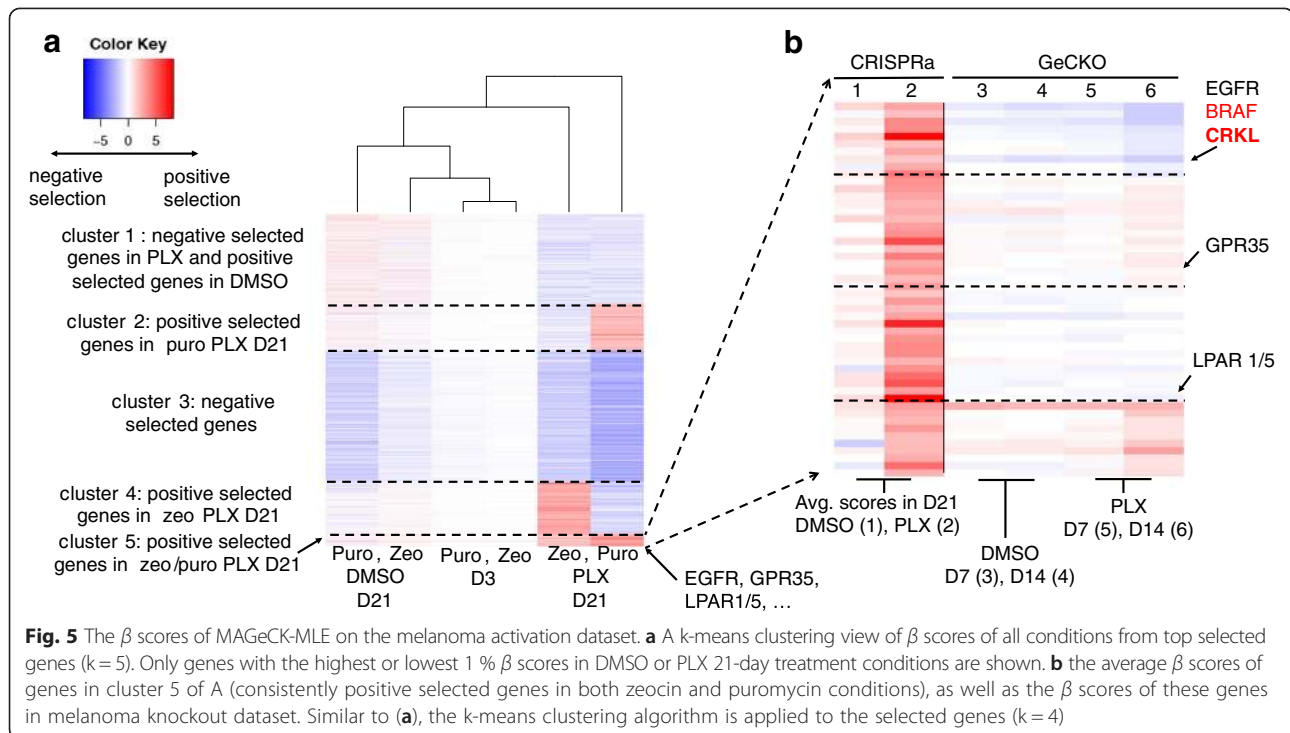 a
Color Key
−5 0 5
negative selection
positive selection
cluster 1 : negative selected
genes in PLX and positive
selected genes in DMSO
cluster 2: positive selected
genes in puro PLX D21
cluster 3: negative
selected genes
cluster 4: positive selected
genes in zeo PLX D21
cluster 5: positive selected
genes in zeo/puro PLX D21
Puro, Zeo
DMSO
D21
Puro, Zeo
D3
Zeo, Puro
PLX
D21
EGFR, GPR35,
LPAR1/5, ...
b
CRISPRa
GeCKO
1 2 3 4 5 6
EGFR
BRAF
CRKL
GPR35
LPAR 1/5
Avg. scores in D21
DMSO (1), PLX (2)
DMSO
D7 (3), D14 (4)
PLX
D7 (5), D14 (6)
Fig. 5 The β scores of MAGeCK-MLE on the melanoma activation dataset. a A k-means clustering view of β scores of all conditions from top selected
genes (k = 5). Only genes with the highest or lowest 1 % β scores in DMSO or PLX 21-day treatment conditions are shown. b the average β scores of
genes in cluster 5 of A (consistently positive selected genes in both zeocin and puromycin conditions), as well as the β scores of these genes
in melanoma knockout dataset. Similar to (a), the k-means clustering algorithm is applied to the selected genes (k = 4)